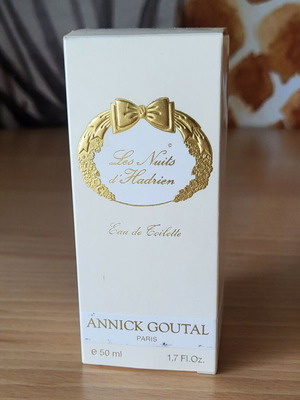 Les Nuits
d'Hadrien
Eau de Toilette
ANNICK GOUTAL
PARIS
e 50 ml 1.7 Fl.Oz.